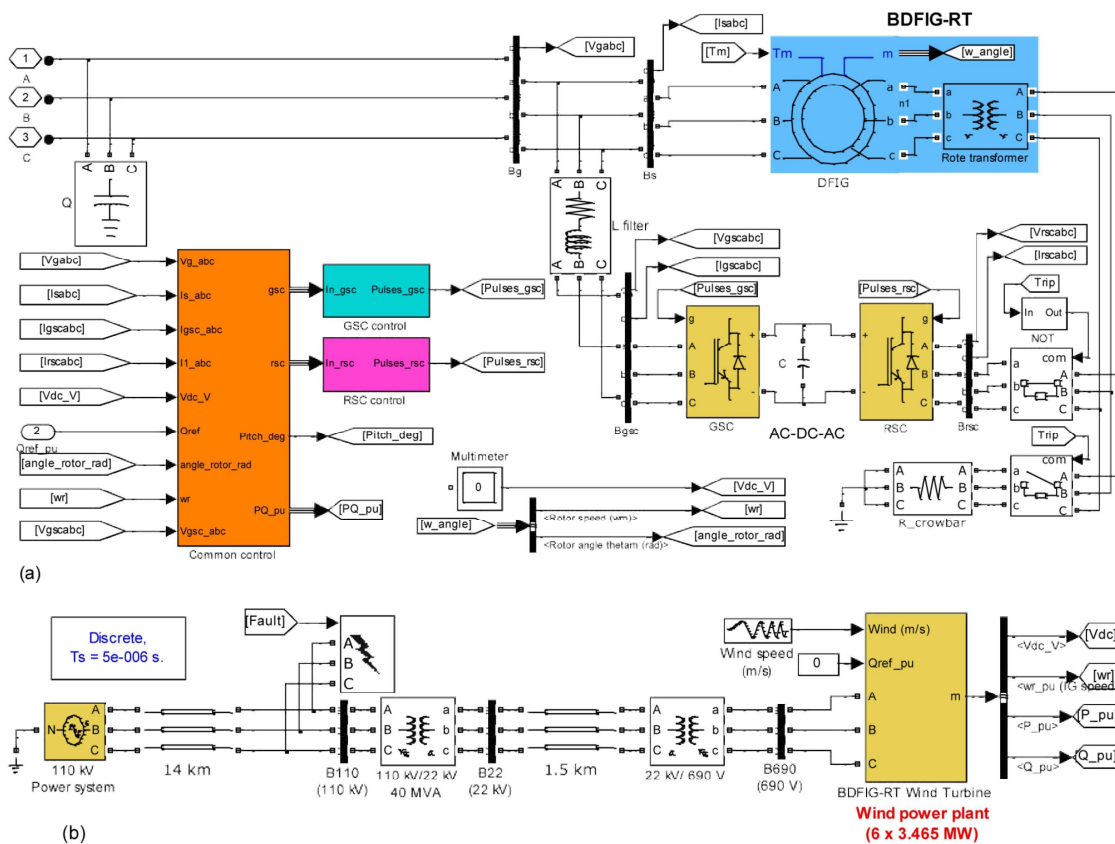 BDFIG-RT
[Isabc]
[Vgabc]
[Tm]
Tm
m
[w_angle]
1
A
2
B
3
C
A
B
C
a
b
c
n1
a
b
c
A
B
C
Rote transformer
DFIG
Bg
Bs
A B C
Q
A B C
L filter
A B C
[Vgabc]
[Isabc]
[Igscabc]
[Irscabc]
[Vdc_V]
2
Qref_pu
[angle_rotor_rad]
[wr]
[Vgscabc]
Vg_abc
Is_abc
Igsc_abc
I1_abc
Vdc_V
Qref
angle_rotor_rad
wr
Vgsc_abc
gsc
rsc
Pitch_deg
PQ_pu
Common control
In_gsc
Pulses_gsc
GSC control
In_rsc
Pulses_rsc
RSC control
[Pulses_gsc]
[Pulses_rsc]
[Pitch_deg]
[PQ_pu]
[Vgscabc]
[Igscabc]
[Pulses_gsc]
g
A
B
C
+
-
GSC
Bgsc
C
AC-DC-AC
[Pulses_rsc]
g
+
-
A
B
C
RSC
Brsc
[Vrscabc]
[Irscabc]
Trip
In Out
NOT
com
a
b
c
A
B
C
Trip
com
a
b
c
A
B
C
A
B
C
A
B
C
R_crowbar
Multimeter
0
[Vdc_V]
[w_angle]
<Rotor speed (wm)>
[wr]
<Rotor angle thetam (rad)>
[angle_rotor_rad]
(a)
Discrete,
Ts = 5e-006 s.
[Fault]
A
B
C
N
A
B
C
110 kV
Power system
14 km
B110
(110 kV)
A
B
C
a
b
c
110 kV/22 kV
40 MVA
B22
(22 kV)
1.5 km
A
B
C
a
b
c
22 kV/ 690 V
B690
(690 V)
Wind speed
(m/s)
0
Wind (m/s)
Qref_pu
A
B
C
m
BDFIG-RT Wind Turbine
Wind power plant
(6 x 3.465 MW)
[Vdc]
<Vdc_V>
[wr]
[P_pu]
<P_pu>
[Q_pu]
<Q_pu>
(b)